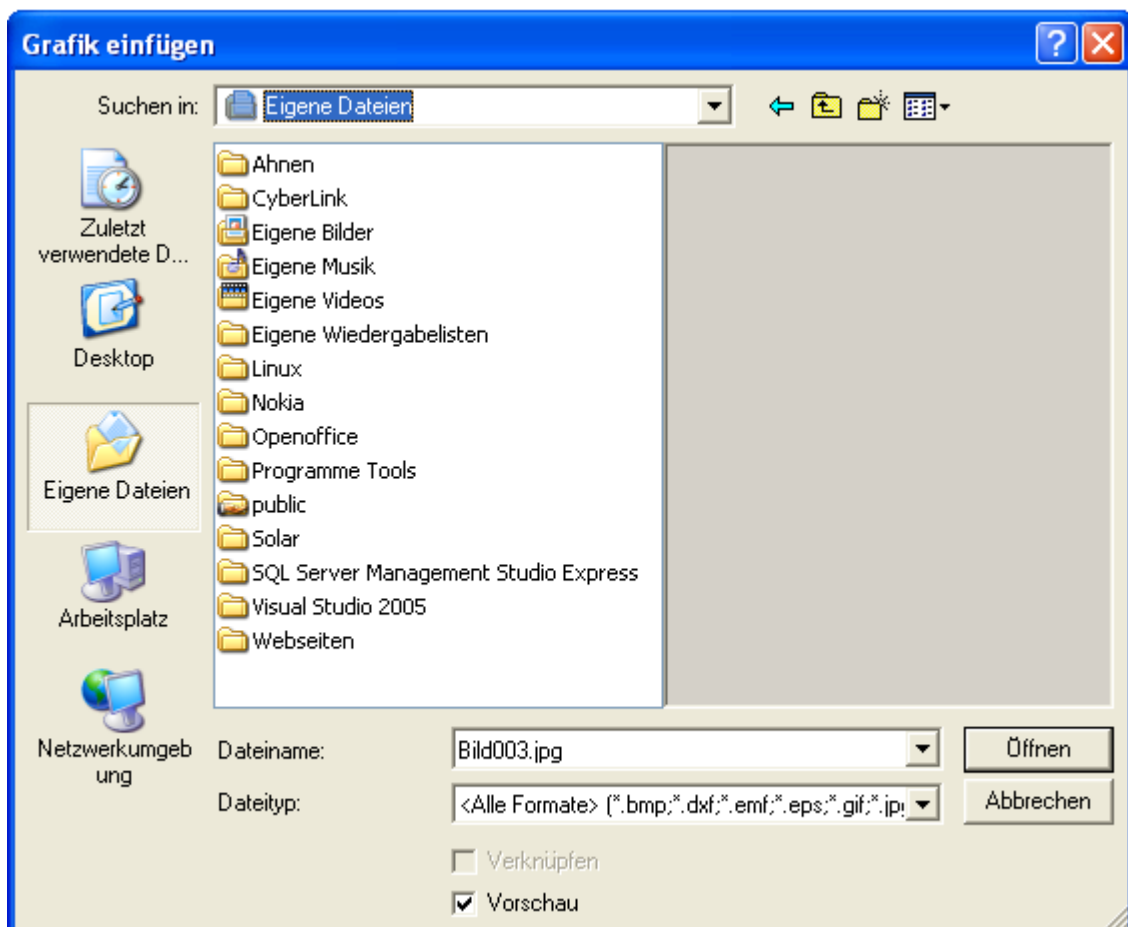 Grafik einfügen
Suchen in:
Eigene Dateien
Zuletzt
verwendete D...
Desktop
Eigene Dateien
Arbeitsplatz
Netzwerkumgeb
ung
Ahnen
CyberLink
Eigene Bilder
Eigene Musik
Eigene Videos
Eigene Wiedergabelisten
Linux
Nokia
Openoffice
Programme Tools
public
Solar
SQL Server Management Studio Express
Visual Studio 2005
Webseiten
Dateiname:
Bild003.jpg
Öffnen
Dateityp:
<Alle Formate> (*.bmp;*.dxf;*.emf;*.eps;*.gif;*.jp
Abbrechen
Verknüpfen
Vorschau